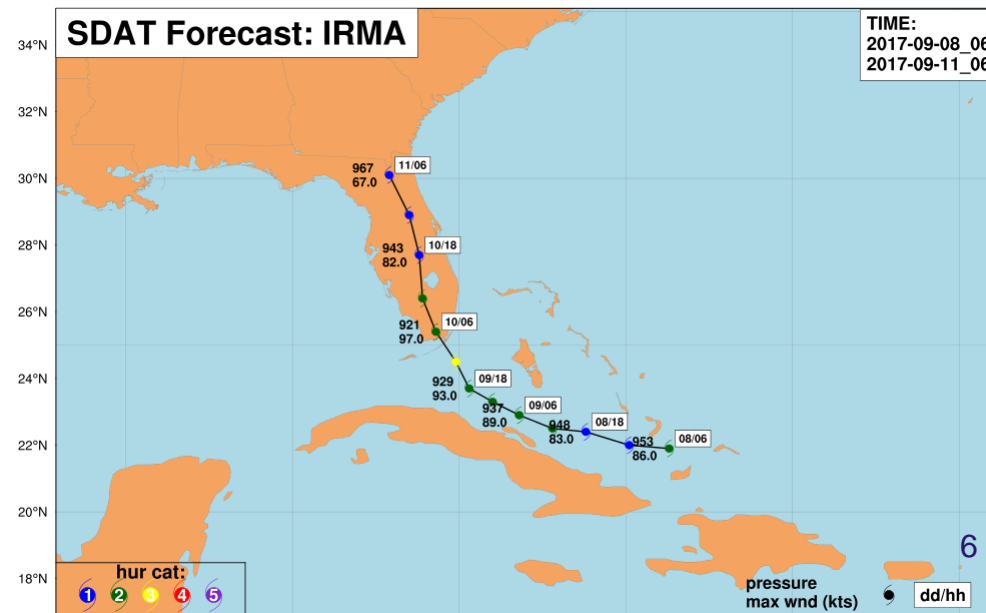 SDAT Forecast: IRMA
TIME:
2017-09-08_06
2017-09-11_06
34°N
32°N
30°N
28°N
26°N
24°N
22°N
20°N
18°N
967
67.0
11/06
943
82.0
10/18
921
97.0
10/06
929
93.0
09/18
937
89.0
09/06
948
83.0
08/18
953
86.0
08/06
hur cat:
1 2 3 4 5
pressure
max wnd (kts)
dd/hh
6